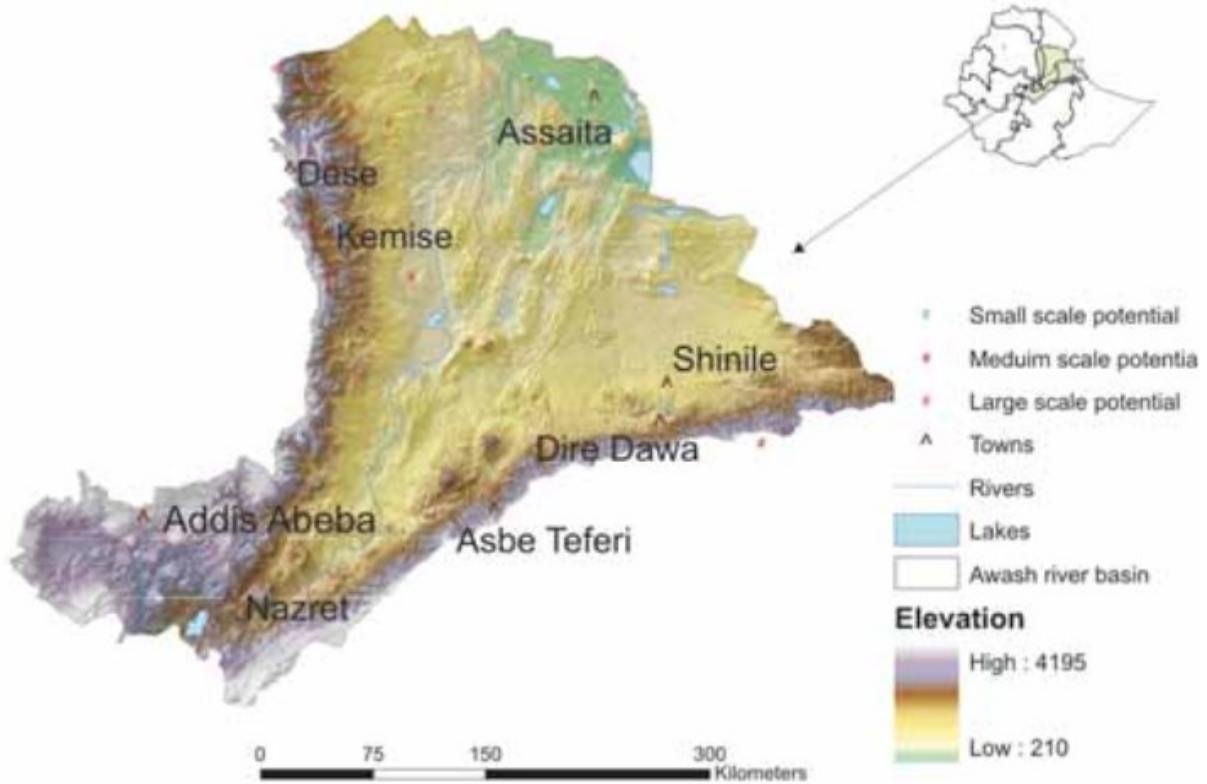 Assaita
Dese
Kemise
Shinile
Dire Dawa
Addis Abeba
Asbe Teferi
Nazret
Small scale potential
Meduim scale potentia
Large scale potential
^ Towns
Rivers
Lakes
Awash river basin
Elevation
High : 4195
Low : 210
0 75 150 300
Kilometers